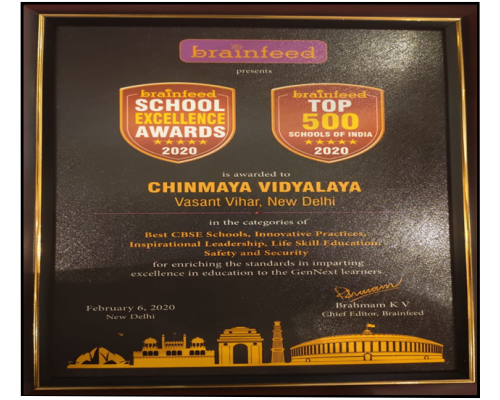 brainfeed
presents
brainfeed
SCHOOL
EXCELLENCE
AWARDS
2020
brainfeed
TOP
500
SCHOOLS OF INDIA
2020
is awarded to
CHINMAYA VIDYALAYA
Vasant Vihar, New Delhi
in the categories of
Best CBSE Schools, Innovative Practices,
Inspirational Leadership, Life Skill Education,
Safety and Security
for enriching the standards in imparting
excellence in education to the GenNext learners.
February 6, 2020
New Delhi
Brahmam K V
Chief Editor, Brainfeed